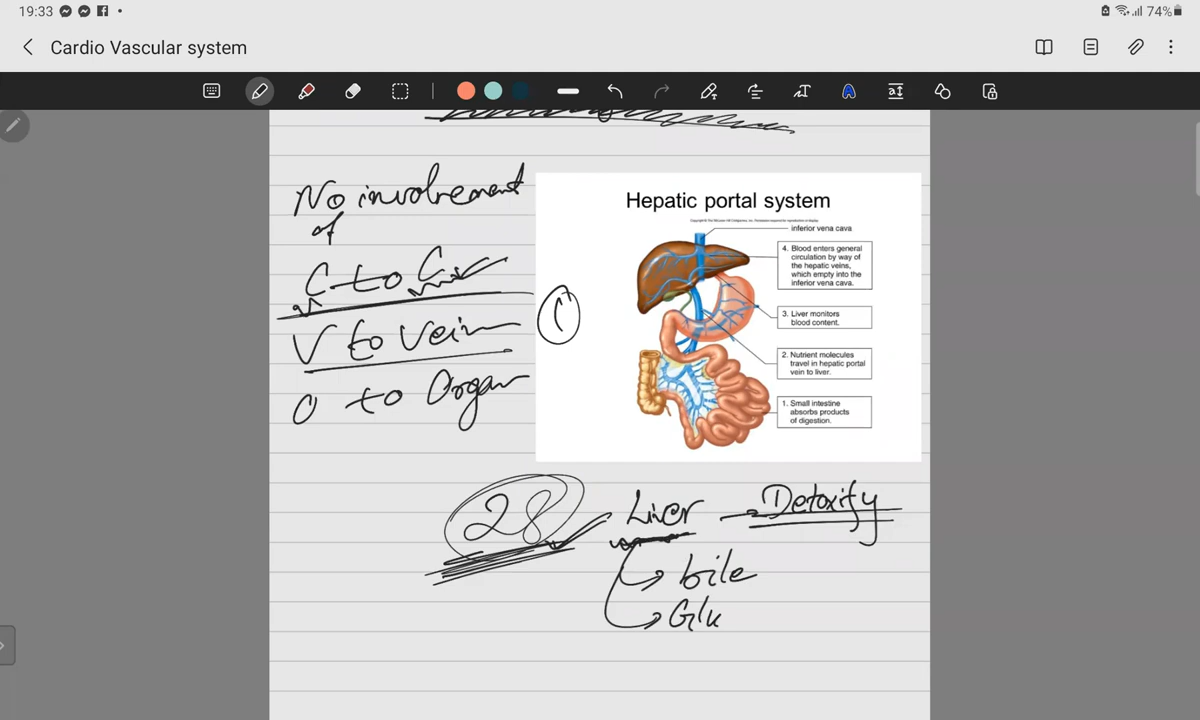 19:33
74%
Cardio Vascular system
No involvement
of
C to C
V to Vein
O to Organ
Hepatic portal system
inferior vena cava
4. Blood enters general
circulation by way of
the hepatic veins,
which empty into the
inferior vena cava.
3. Liver monitors
blood content.
2. Nutrient molecules
travel in hepatic portal
vein to liver.
1. Small intestine
absorbs products
of digestion.
28
Liver → Detoxify
→ bile
→ Glu